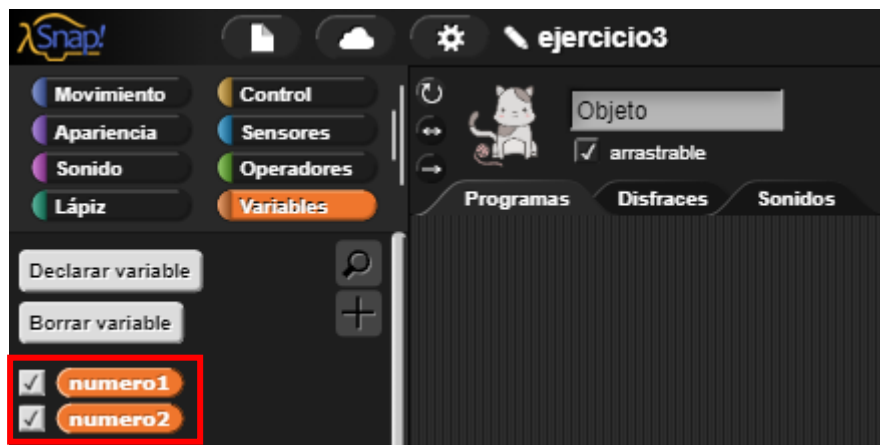 λSnap!
ejercicio3
Movimiento
Control
Apariencia
Sensores
Sonido
Operadores
Lápiz
Variables
Objeto
arrastrable
Programas Disfraces Sonidos
Declarar variable
Borrar variable
numero1
numero2